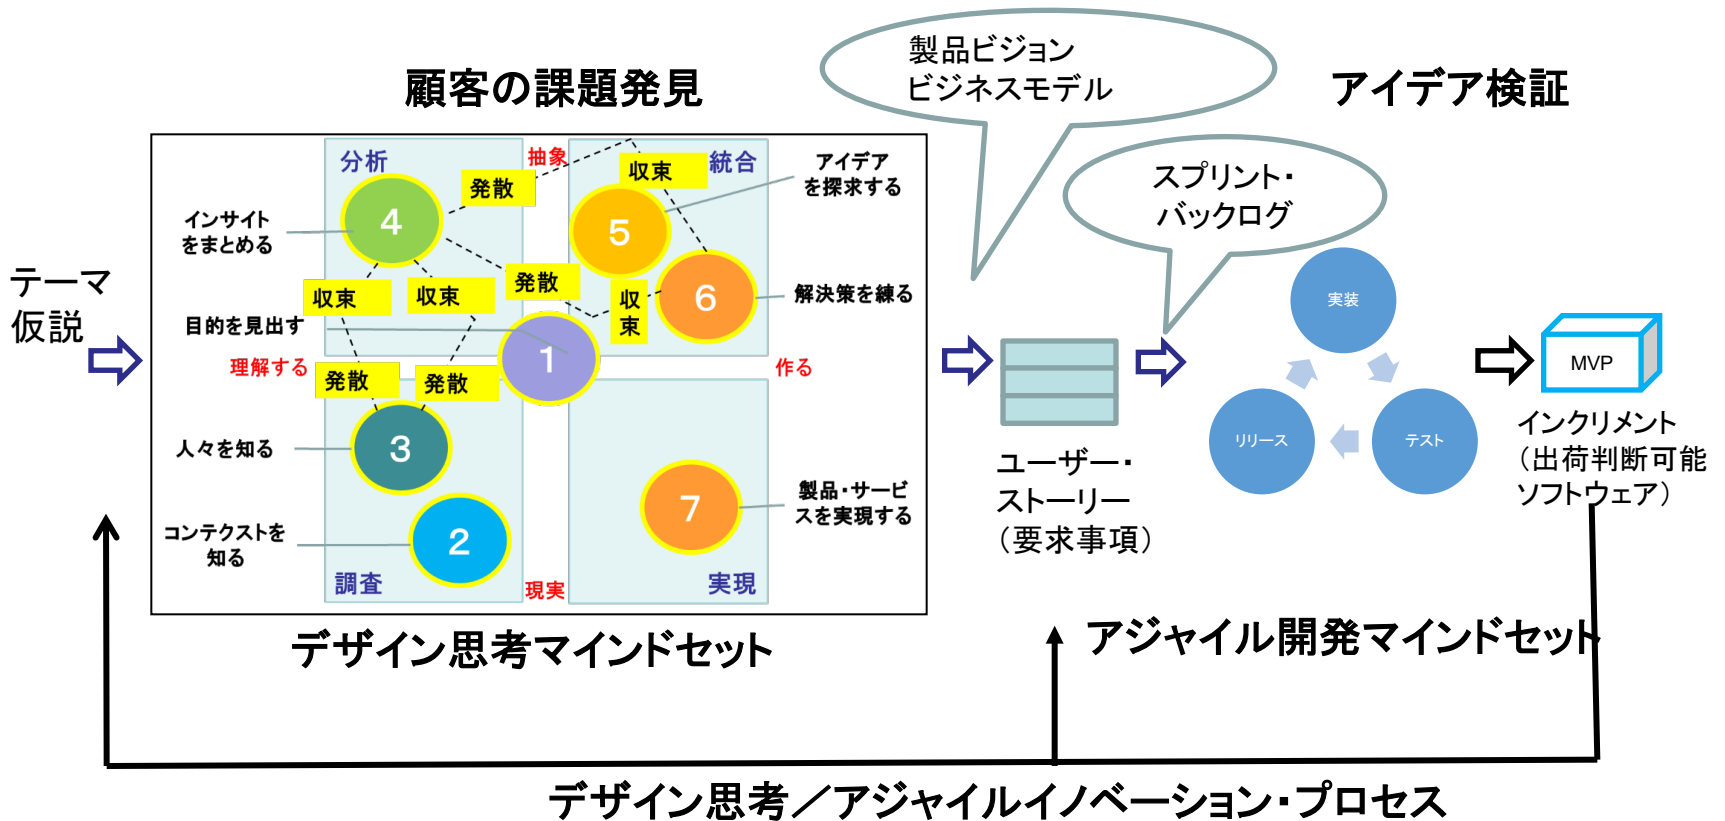 製品ビジョン
ビジネスモデル
顧客の課題発見
アイデア検証
分析
抽象
統合
発散
収束
アイデア
を探求する
スプリント・
バックログ
4
5
インサイト
をまとめる
テーマ
仮説
収束
収束
発散
収
束
6
解決策を練る
実装
目的を見出す
1
理解する
作る
発散
発散
MVP
人々を知る
3
リリース
テスト
インクリメント
（出荷判断可能
ソフトウェア）
ユーザー・
ストーリー
（要求事項）
製品・サービ
スを実現する
7
コンテクストを
知る
2
調査
現実
実現
デザイン思考マインドセット
アジャイル開発マインドセット
デザイン思考／アジャイルイノベーション・プロセス